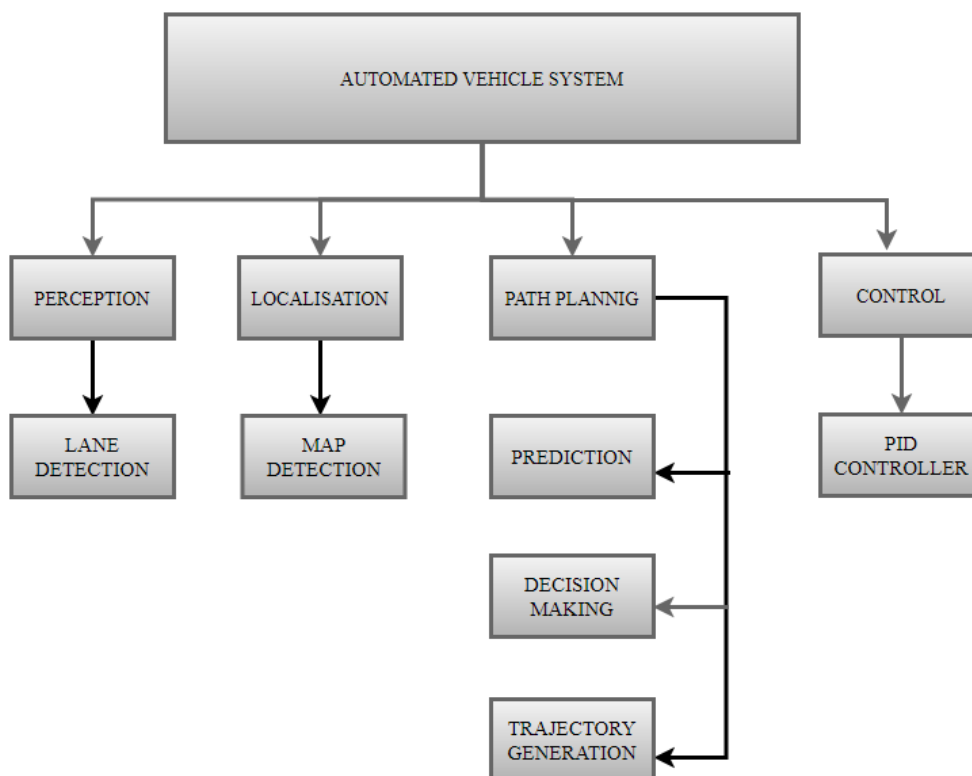 AUTOMATED VEHICLE SYSTEM
PERCEPTION
LOCALISATION
PATH PLANNIG
CONTROL
LANE
DETECTION
MAP
DETECTION
PREDICTION
PID
CONTROLLER
DECISION
MAKING
TRAJECTORY
GENERATION